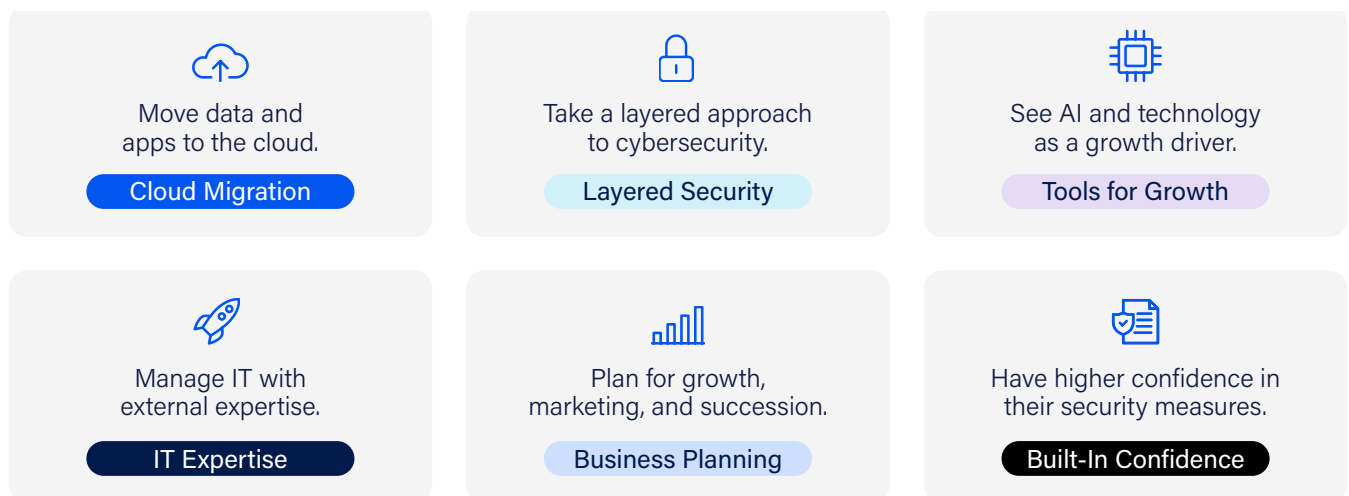 Move data and
apps to the cloud.
Cloud Migration
Take a layered approach
to cybersecurity.
Layered Security
See AI and technology
as a growth driver.
Tools for Growth
Manage IT with
external expertise.
IT Expertise
Plan for growth,
marketing, and succession.
Business Planning
Have higher confidence in
their security measures.
Built-In Confidence